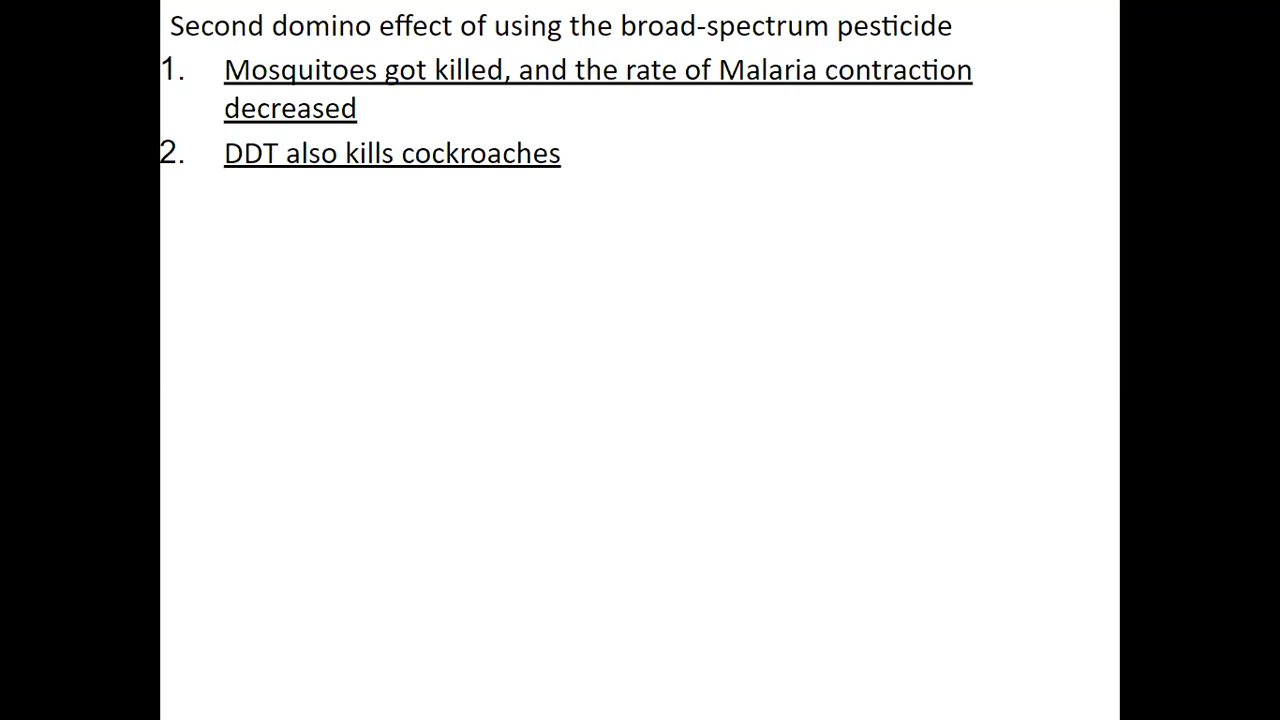 Second domino effect of using the broad-spectrum pesticide
1. Mosquitoes got killed, and the rate of Malaria contraction
decreased
2. DDT also kills cockroaches